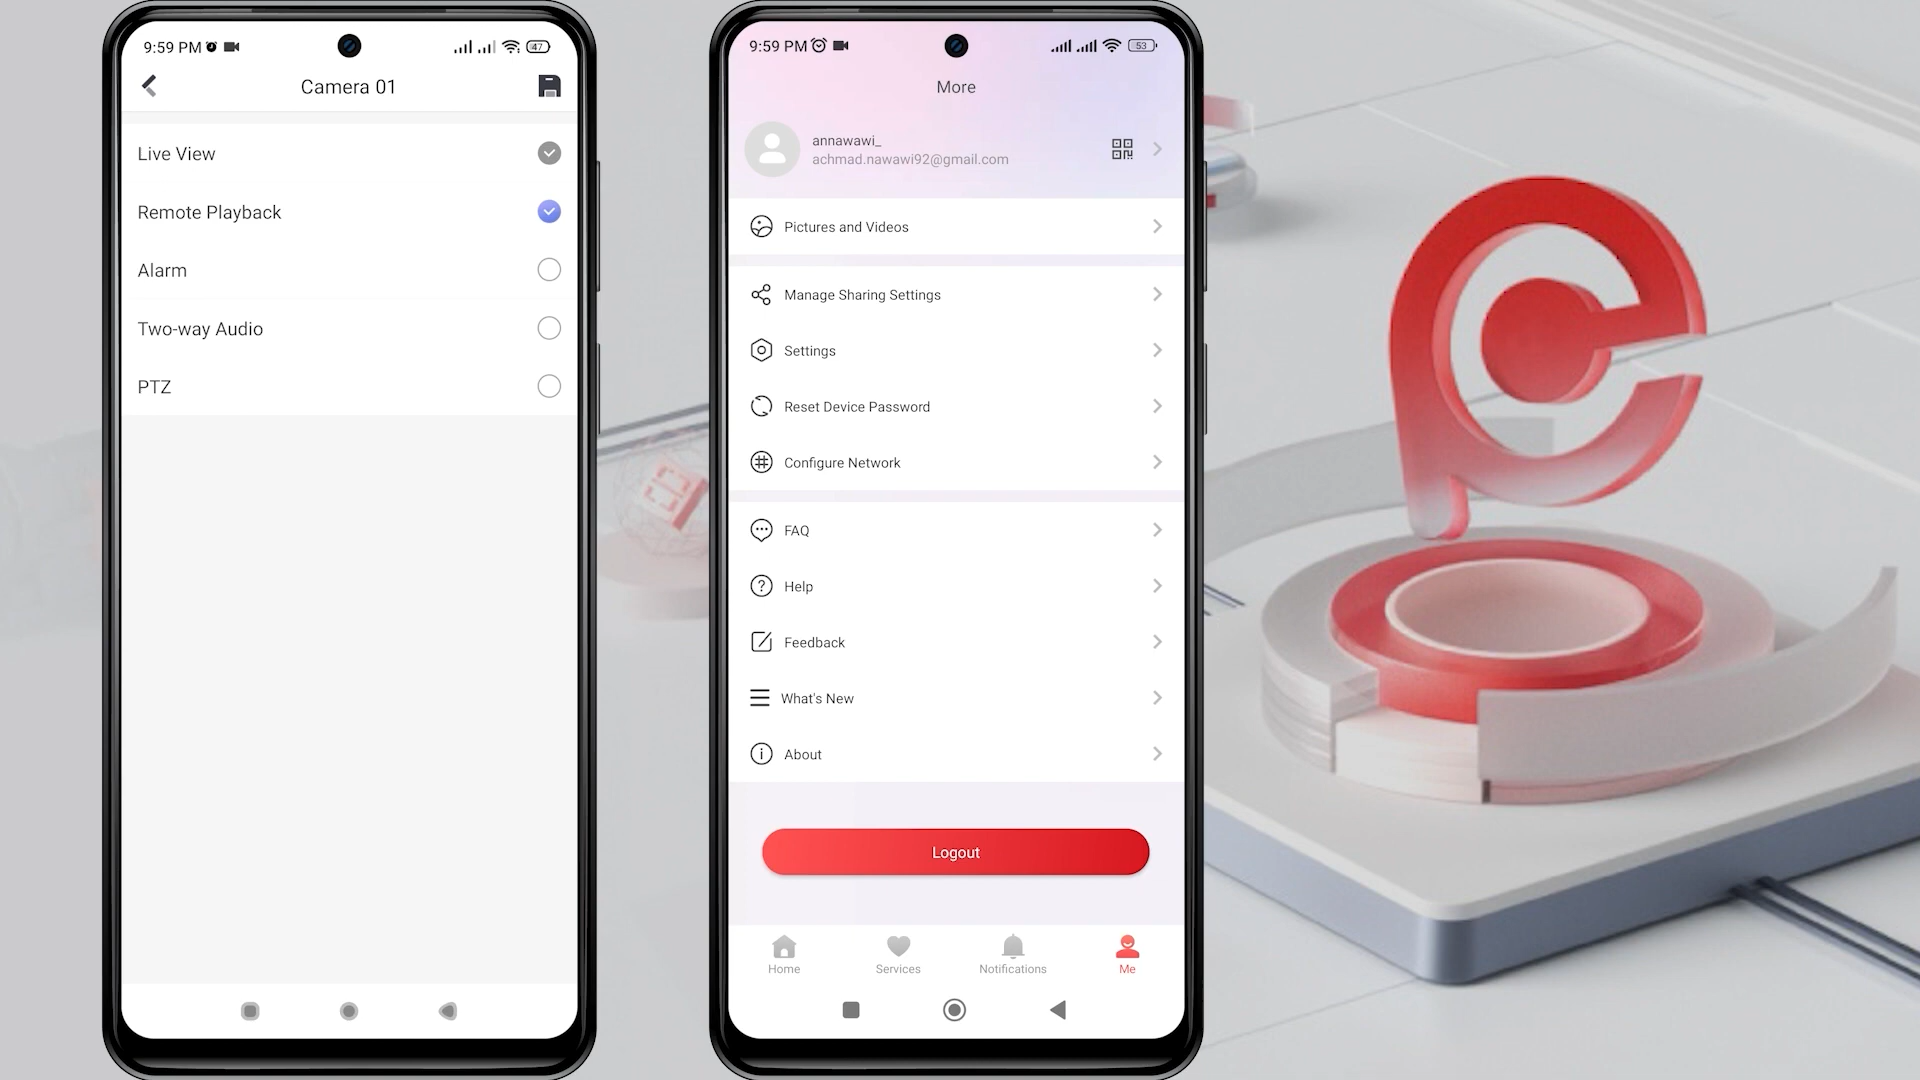 9:59 PM
47
Camera 01
Live View
Remote Playback
Alarm
Two-way Audio
PTZ
9:59 PM
53
More
annawawi_
achmad.nawawi92@gmail.com
Pictures and Videos
Manage Sharing Settings
Settings
Reset Device Password
Configure Network
FAQ
Help
Feedback
What's New
About
Logout
Home
Services
Notifications
Me